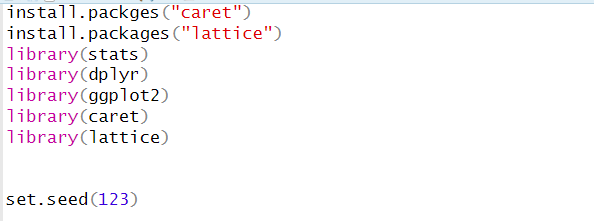 install.packges("caret")
install.packages("lattice")
library(stats)
library(dplyr)
library(ggplot2)
library(caret)
library(lattice)
set.seed(123)